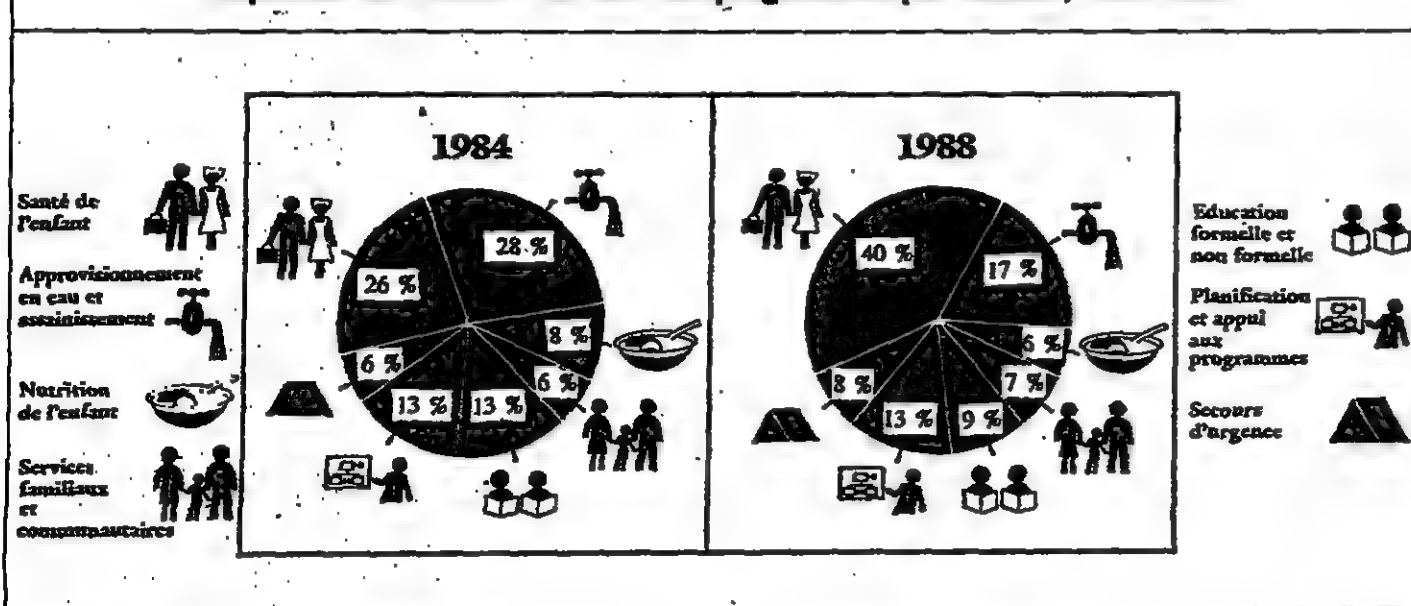 1984
1988
Santé de
l'enfant
Approvisionnement
en eau et
assainissement
Nutrition
de l'enfant
Services
familiaux
et
communautaires
28 %
26 %
8 %
6 %
6 %
13 %
13 %
40 %
17 %
6 %
7 %
8 %
13 %
9 %
Education
formelle et
non formelle
Planification
et appui
aux
programmes
Secours
d'urgence